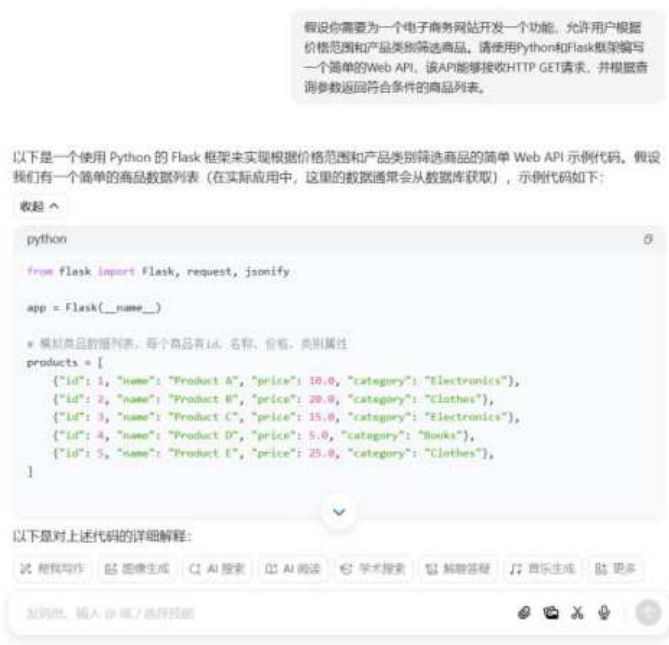 假设你需要为一个电子商务网站开发一个功能，允许用户根据
价格范围和产品类别筛选商品。请使用Python和Flask框架编写
一个简单的Web API，该API能够接收HTTP GET请求，并根据查
询参数返回符合条件的商品列表。
以下是一个使用 Python 的 Flask 框架来实现根据价格范围和产品类别筛选商品的简单 Web API 示例代码。假设
我们有一个简单的商品数据列表（在实际应用中，这里的数据通常会从数据库获取），示例代码如下：
收起
python
from flask import Flask, request, jsonify
app = Flask(__name__)
# 模拟商品数据列表，每个商品有id、名称、价格、类别属性
products = [
{"id": 1, "name": "Product A", "price": 10.0, "category": "Electronics"},
{"id": 2, "name": "Product B", "price": 20.0, "category": "Clothes"},
{"id": 3, "name": "Product C", "price": 15.0, "category": "Electronics"},
{"id": 4, "name": "Product D", "price": 5.0, "category": "Books"},
{"id": 5, "name": "Product E", "price": 25.0, "category": "Clothes"},
]
以下是对上述代码的详细解释：
帮我写作 图像生成 AI 搜索 AI 阅读 学术搜索 解题答疑 音乐生成 更多
发消息、输入 @ 或 / 选择技能